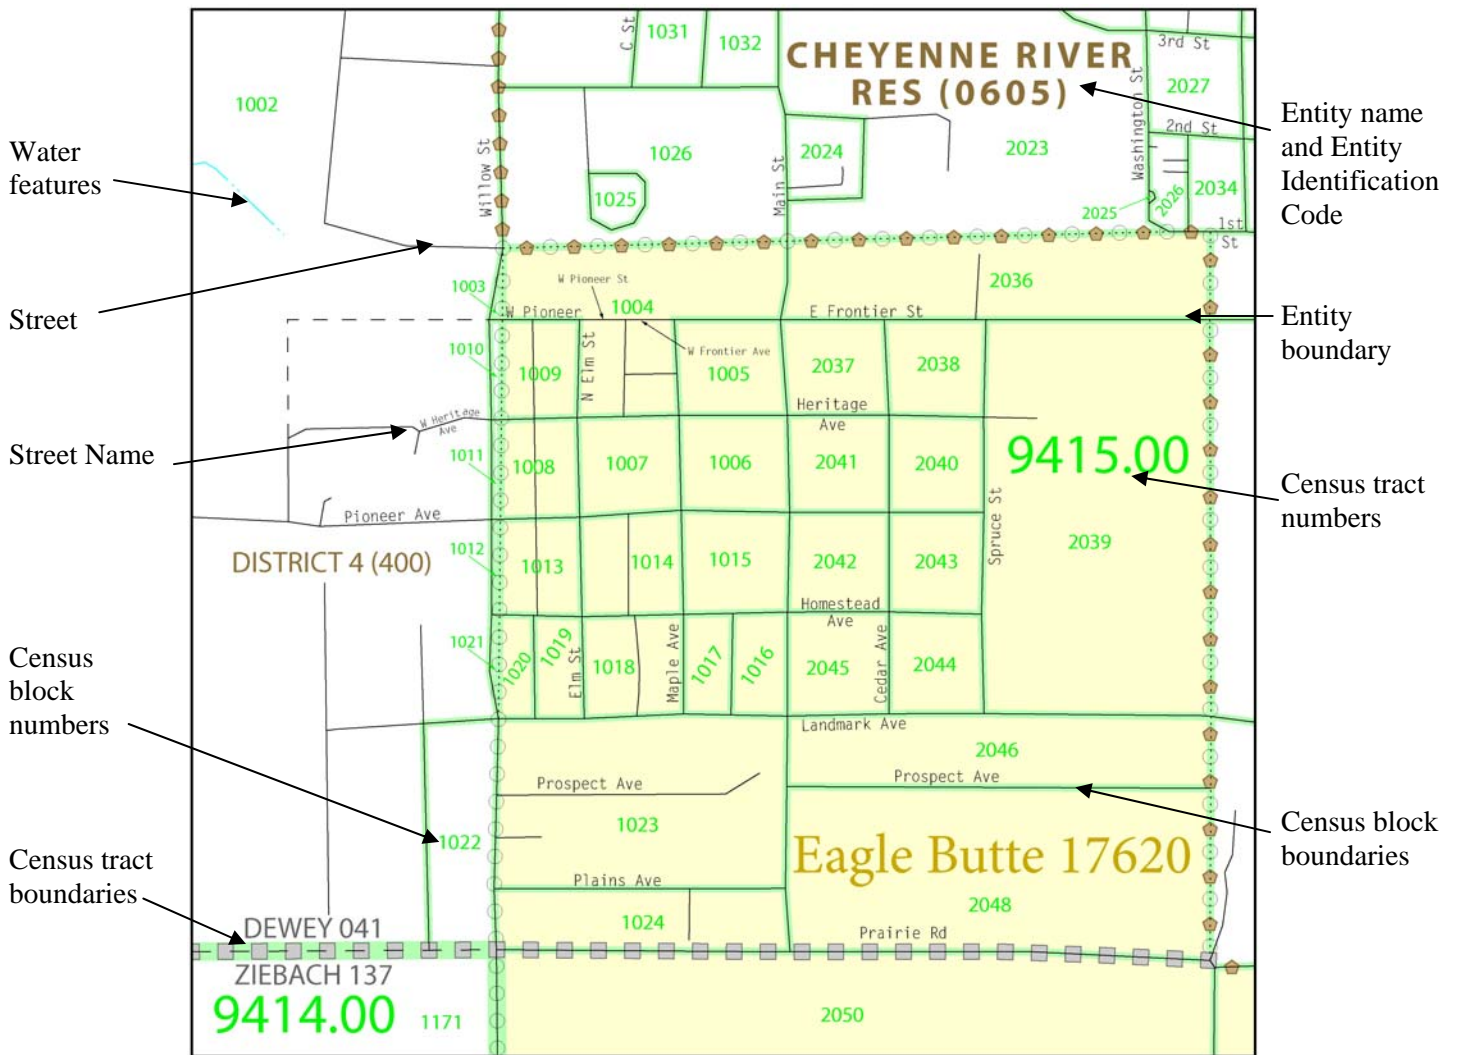 C St
1031
1032
3rd St
CHEYENNE RIVER
RES (0605)
2027
1002
Washington St
Entity name
and Entity
Identification
Code
2nd St
Water
features
Willow St
1026
Main St
2024
2023
1025
2025
2026
2034
1st
St
W Pioneer St
1003
1004
2036
Street
W Pioneer
E Frontier St
Entity
boundary
1010
N Elm St
W Frontier Ave
1009
1005
2037
2038
Heritage
Ave
W Heritage
Ave
Street Name
1011
1008
1007
1006
2041
2040
9415.00
Census tract
numbers
Pioneer Ave
Spruce St
1012
DISTRICT 4 (400)
1013
1014
1015
2042
2043
2039
Homestead
Ave
1021
1020
1019
Elm St
1018
Maple Ave
1017
1016
2045
Cedar Ave
2044
Census
block
numbers
Landmark Ave
2046
Prospect Ave
Prospect Ave
1022
1023
Eagle Butte 17620
Census block
boundaries
Census tract
boundaries
Plains Ave
2048
1024
Prairie Rd
DEWEY 041
ZIEBACH 137
9414.00
1171
2050